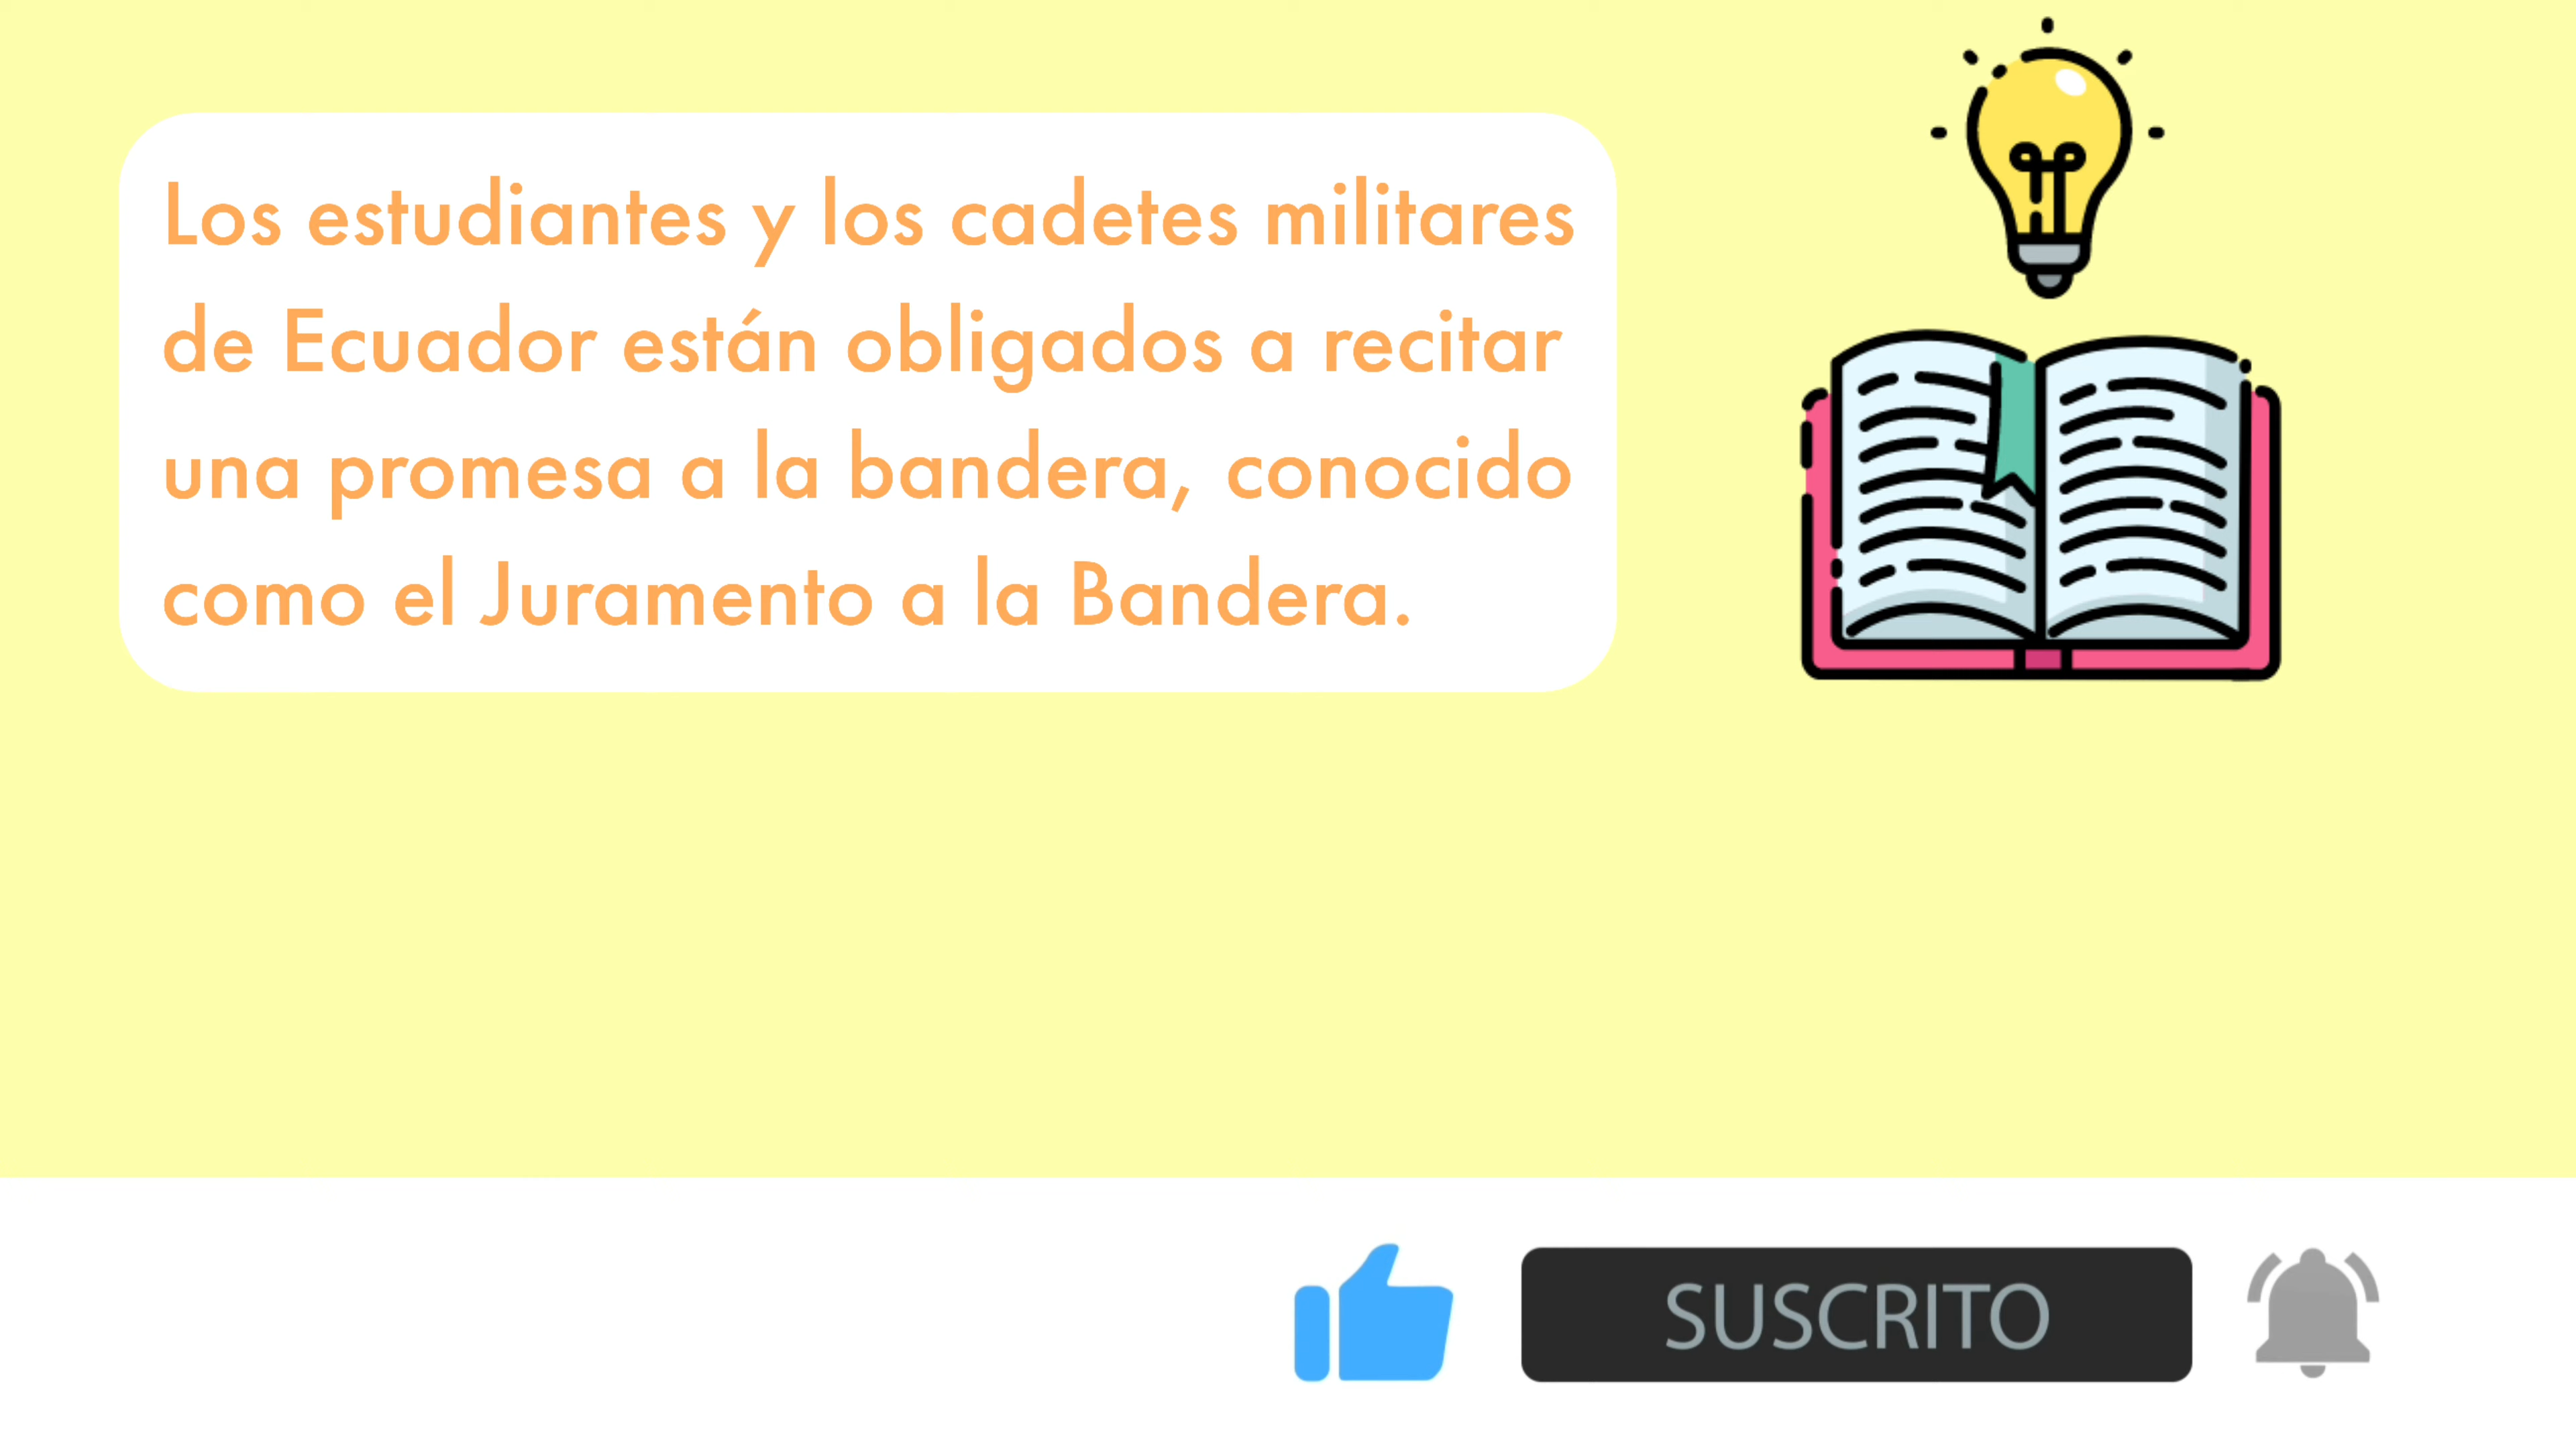 Los estudiantes y los cadetes militares
de Ecuador están obligados a recitar
una promesa a la bandera, conocido
como el Juramento a la Bandera.
SUSCRITO